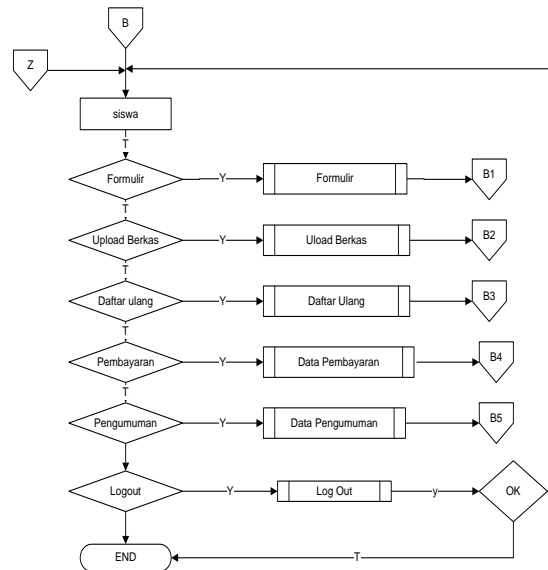 B
Z
siswa
T
Formulir
Y
Formulir
B1
T
Upload Berkas
Y
Uload Berkas
B2
T
Daftar ulang
Y
Daftar Ulang
B3
T
Pembayaran
Y
Data Pembayaran
B4
T
Pengumuman
Y
Data Pengumuman
B5
Logout
Y
Log Out
y
OK
END
T